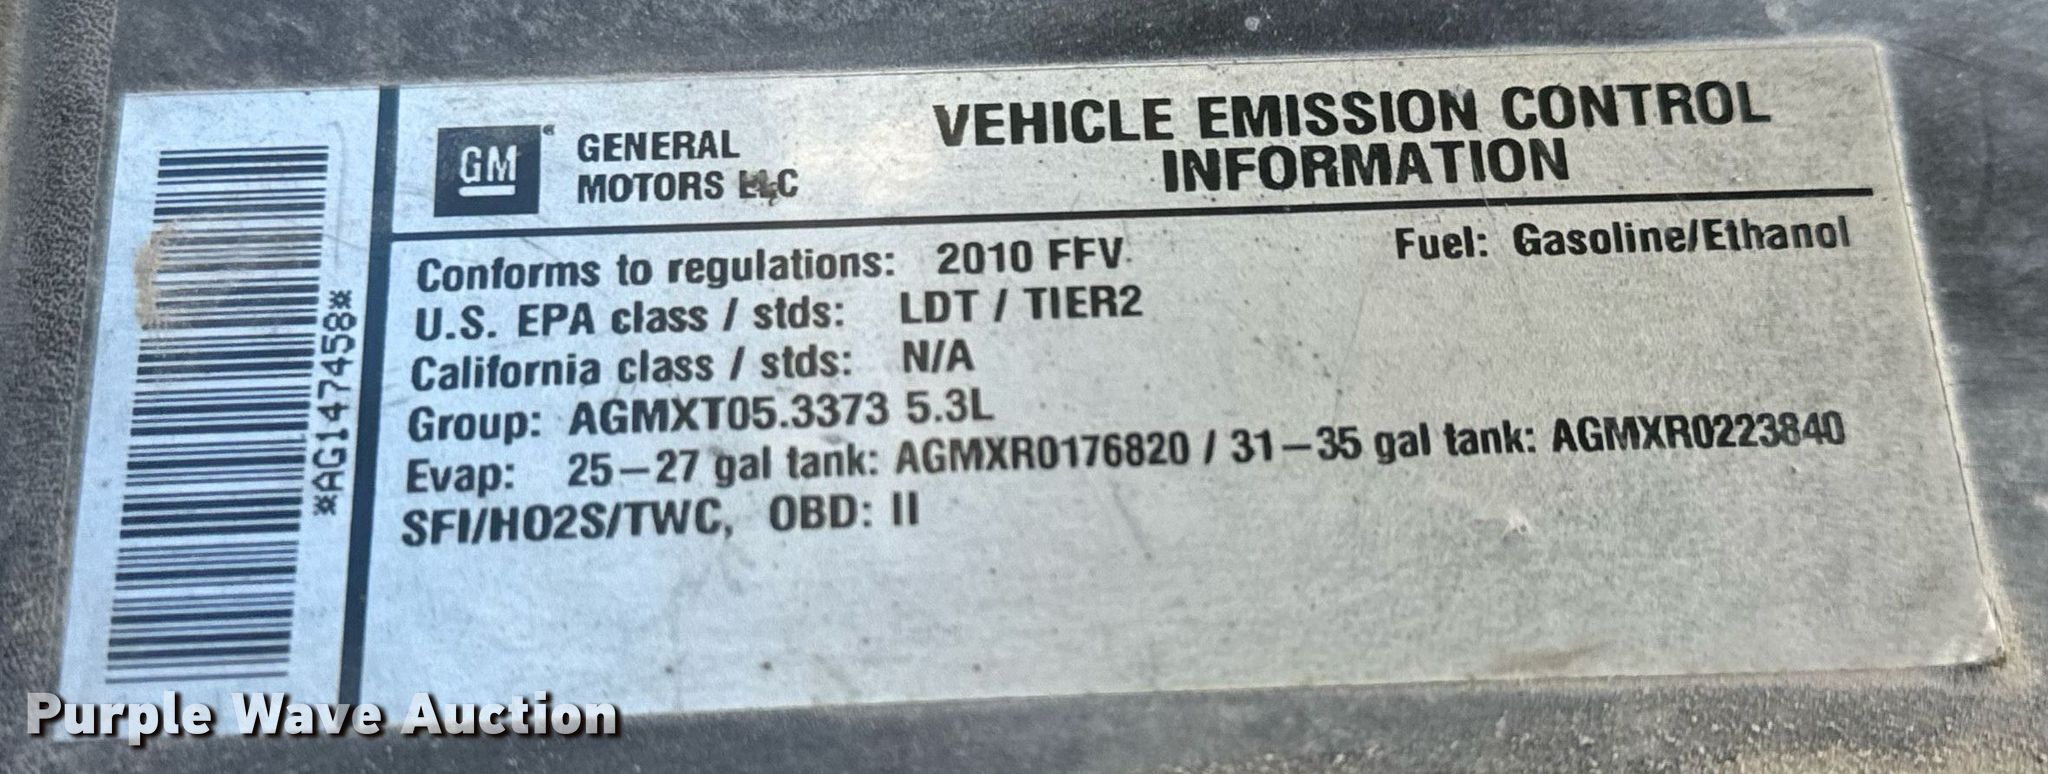 GM
GENERAL
MOTORS LLC
VEHICLE EMISSION CONTROL
INFORMATION
Conforms to regulations: 2010 FFV
Fuel: Gasoline/Ethanol
U.S. EPA class / stds: LDT / TIER2
California class / stds: N/A
Group: AGMXT05.3373 5.3L
Evap: 25–27 gal tank: AGMXR0176820 / 31–35 gal tank: AGMXR0223840
SFI/HO2S/TWC, OBD: II
*AG147458*
Purple Wave Auction